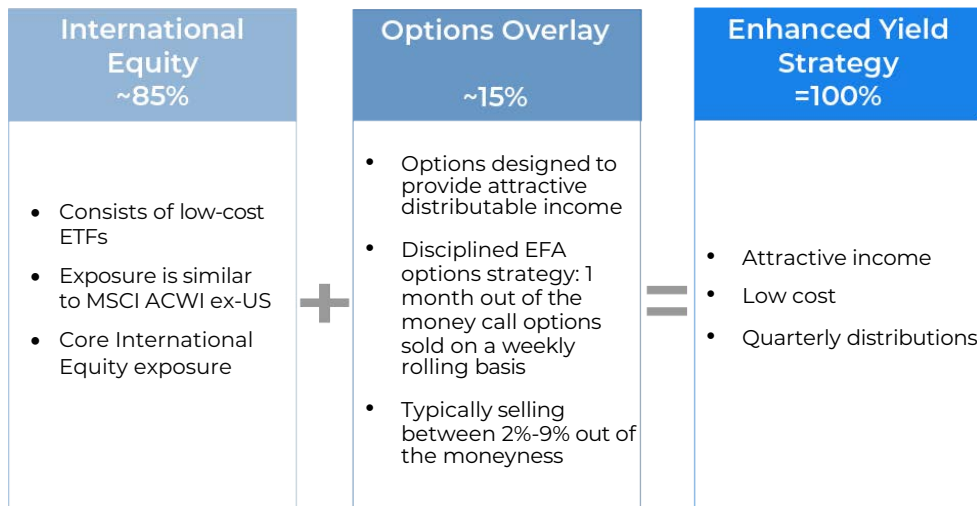 International
Equity
~85%
• Consists of low-cost
ETFs
• Exposure is similar
to MSCI ACWI ex-US
• Core International
Equity exposure
+
Options Overlay
~15%
• Options designed to
provide attractive
distributable income
• Disciplined EFA
options strategy: 1
month out of the
money call options
sold on a weekly
rolling basis
• Typically selling
between 2%-9% out of
the moneyness
=
Enhanced Yield
Strategy
=100%
• Attractive income
• Low cost
• Quarterly distributions